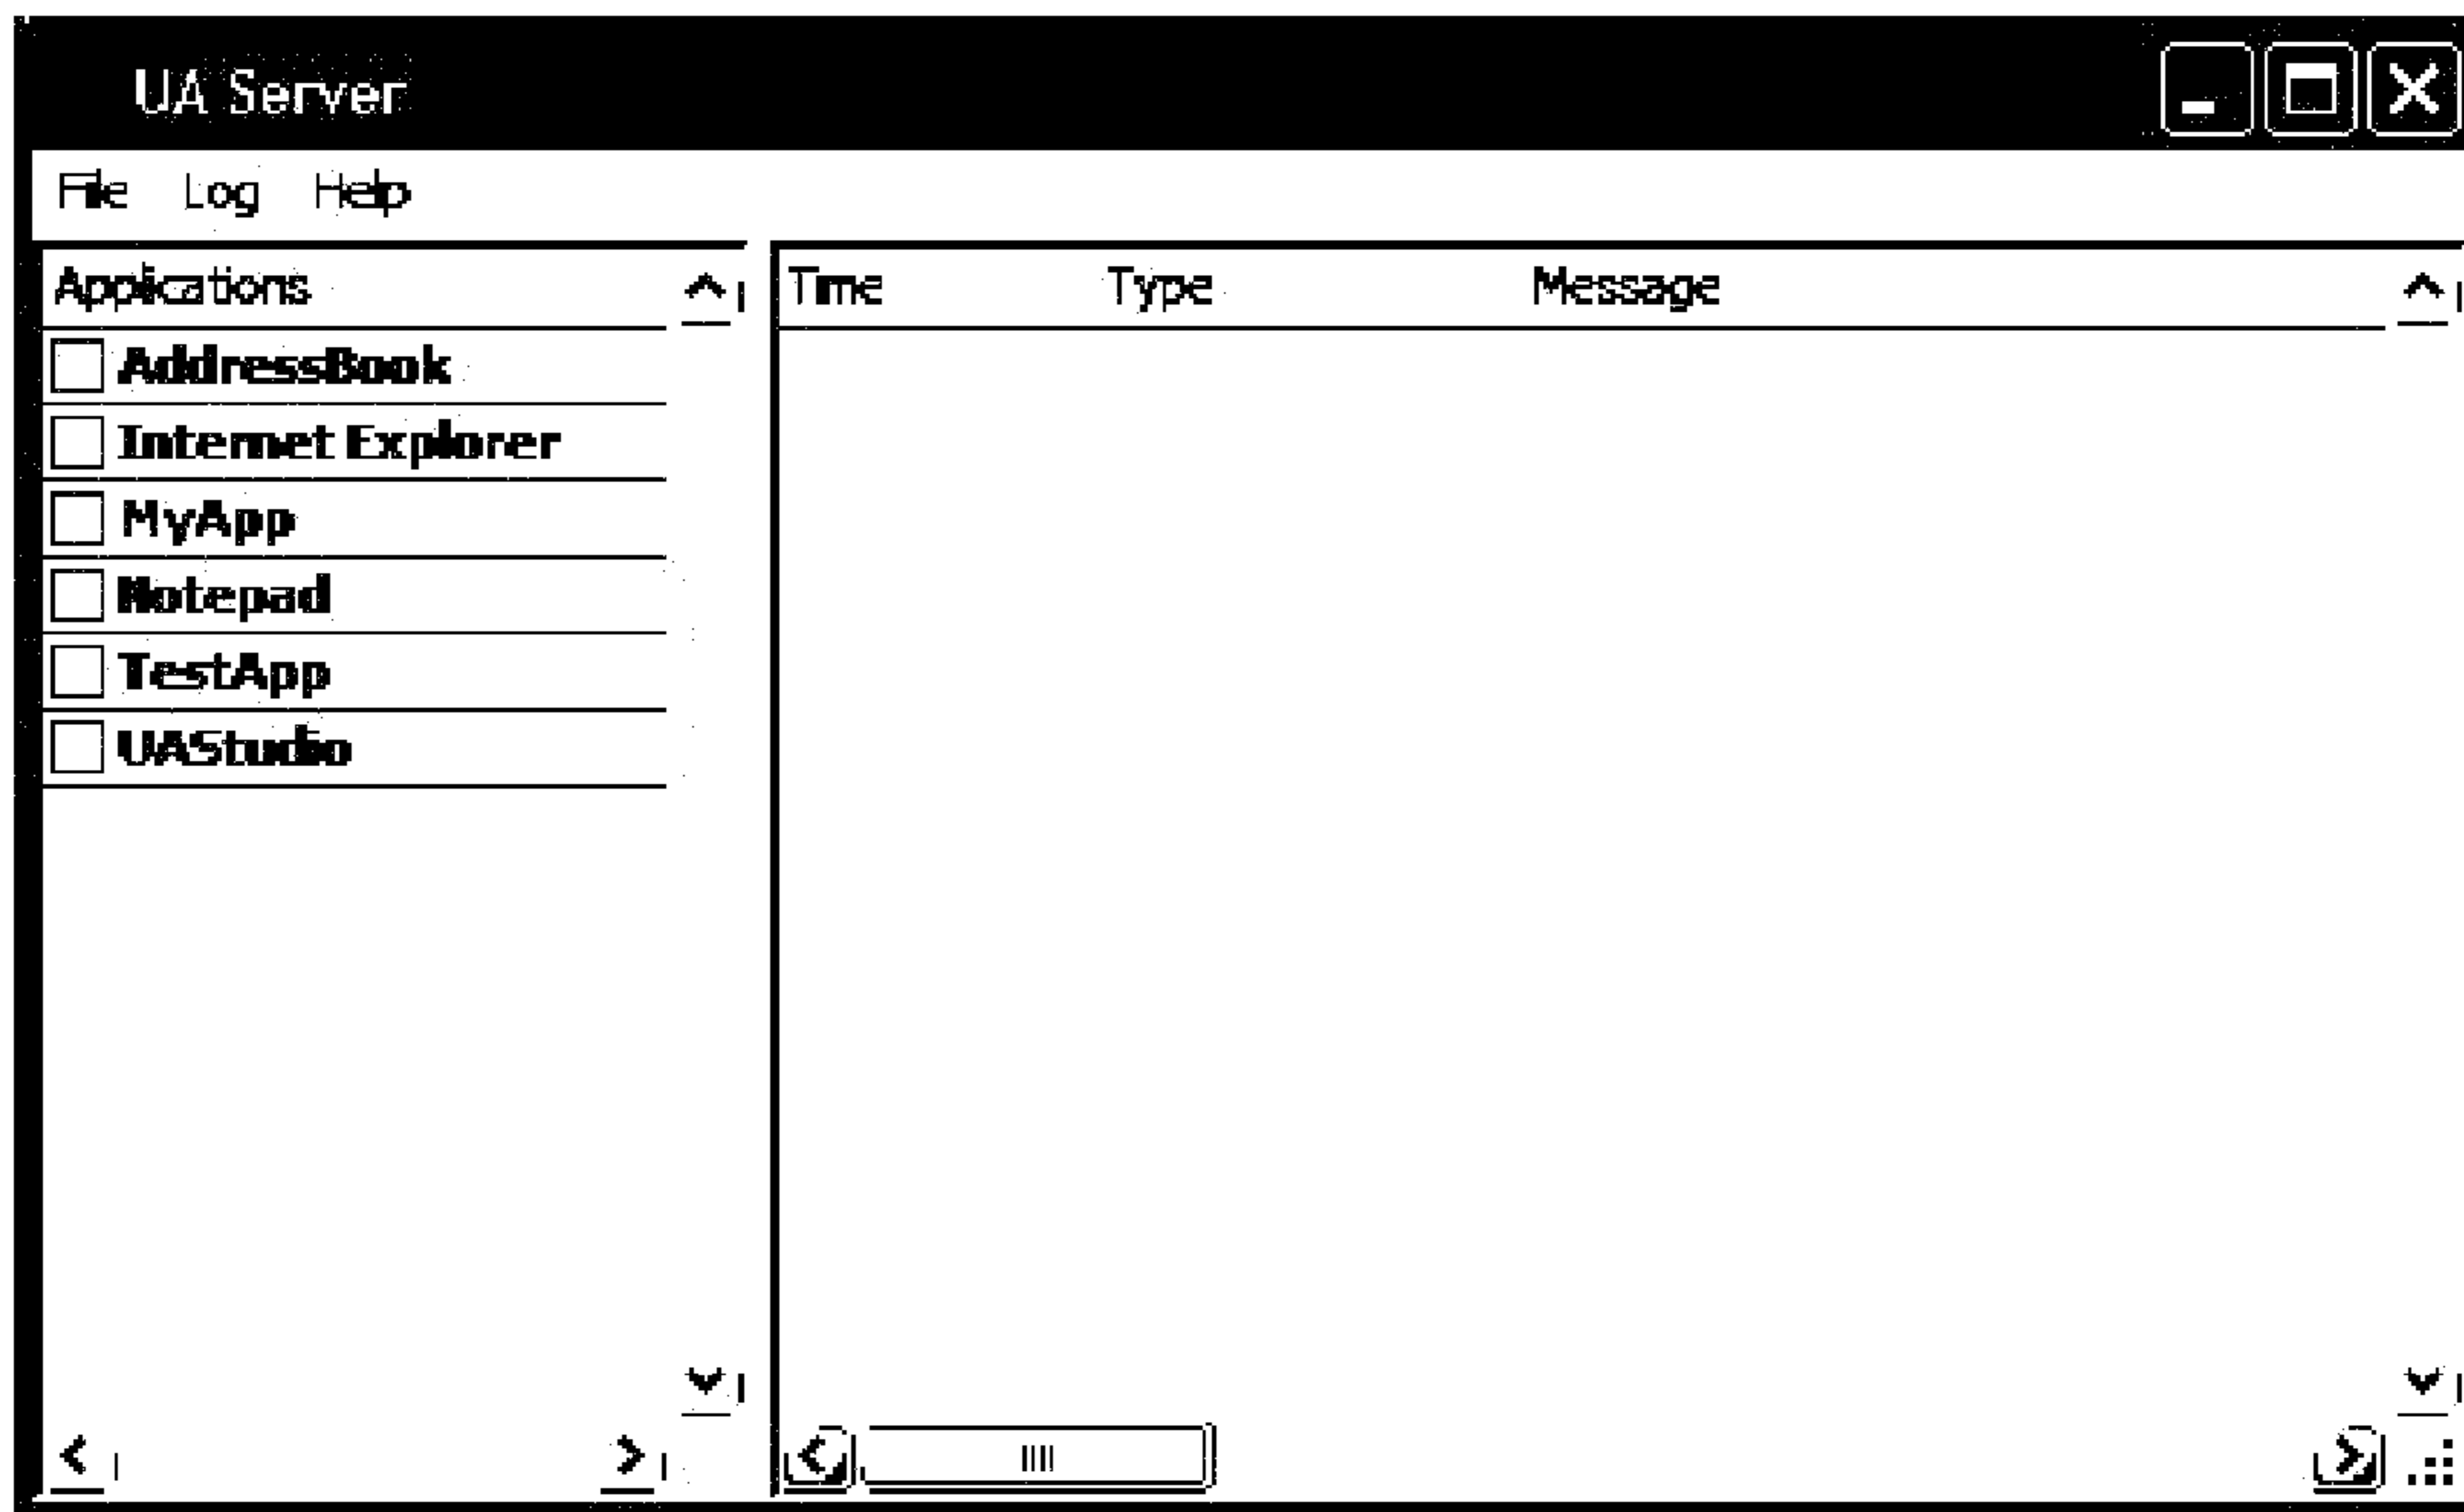 UA Server
File Log Help
Applications
AddressBook
Internet Explorer
MyApp
Notepad
TestApp
UAStudio
Time Type Message